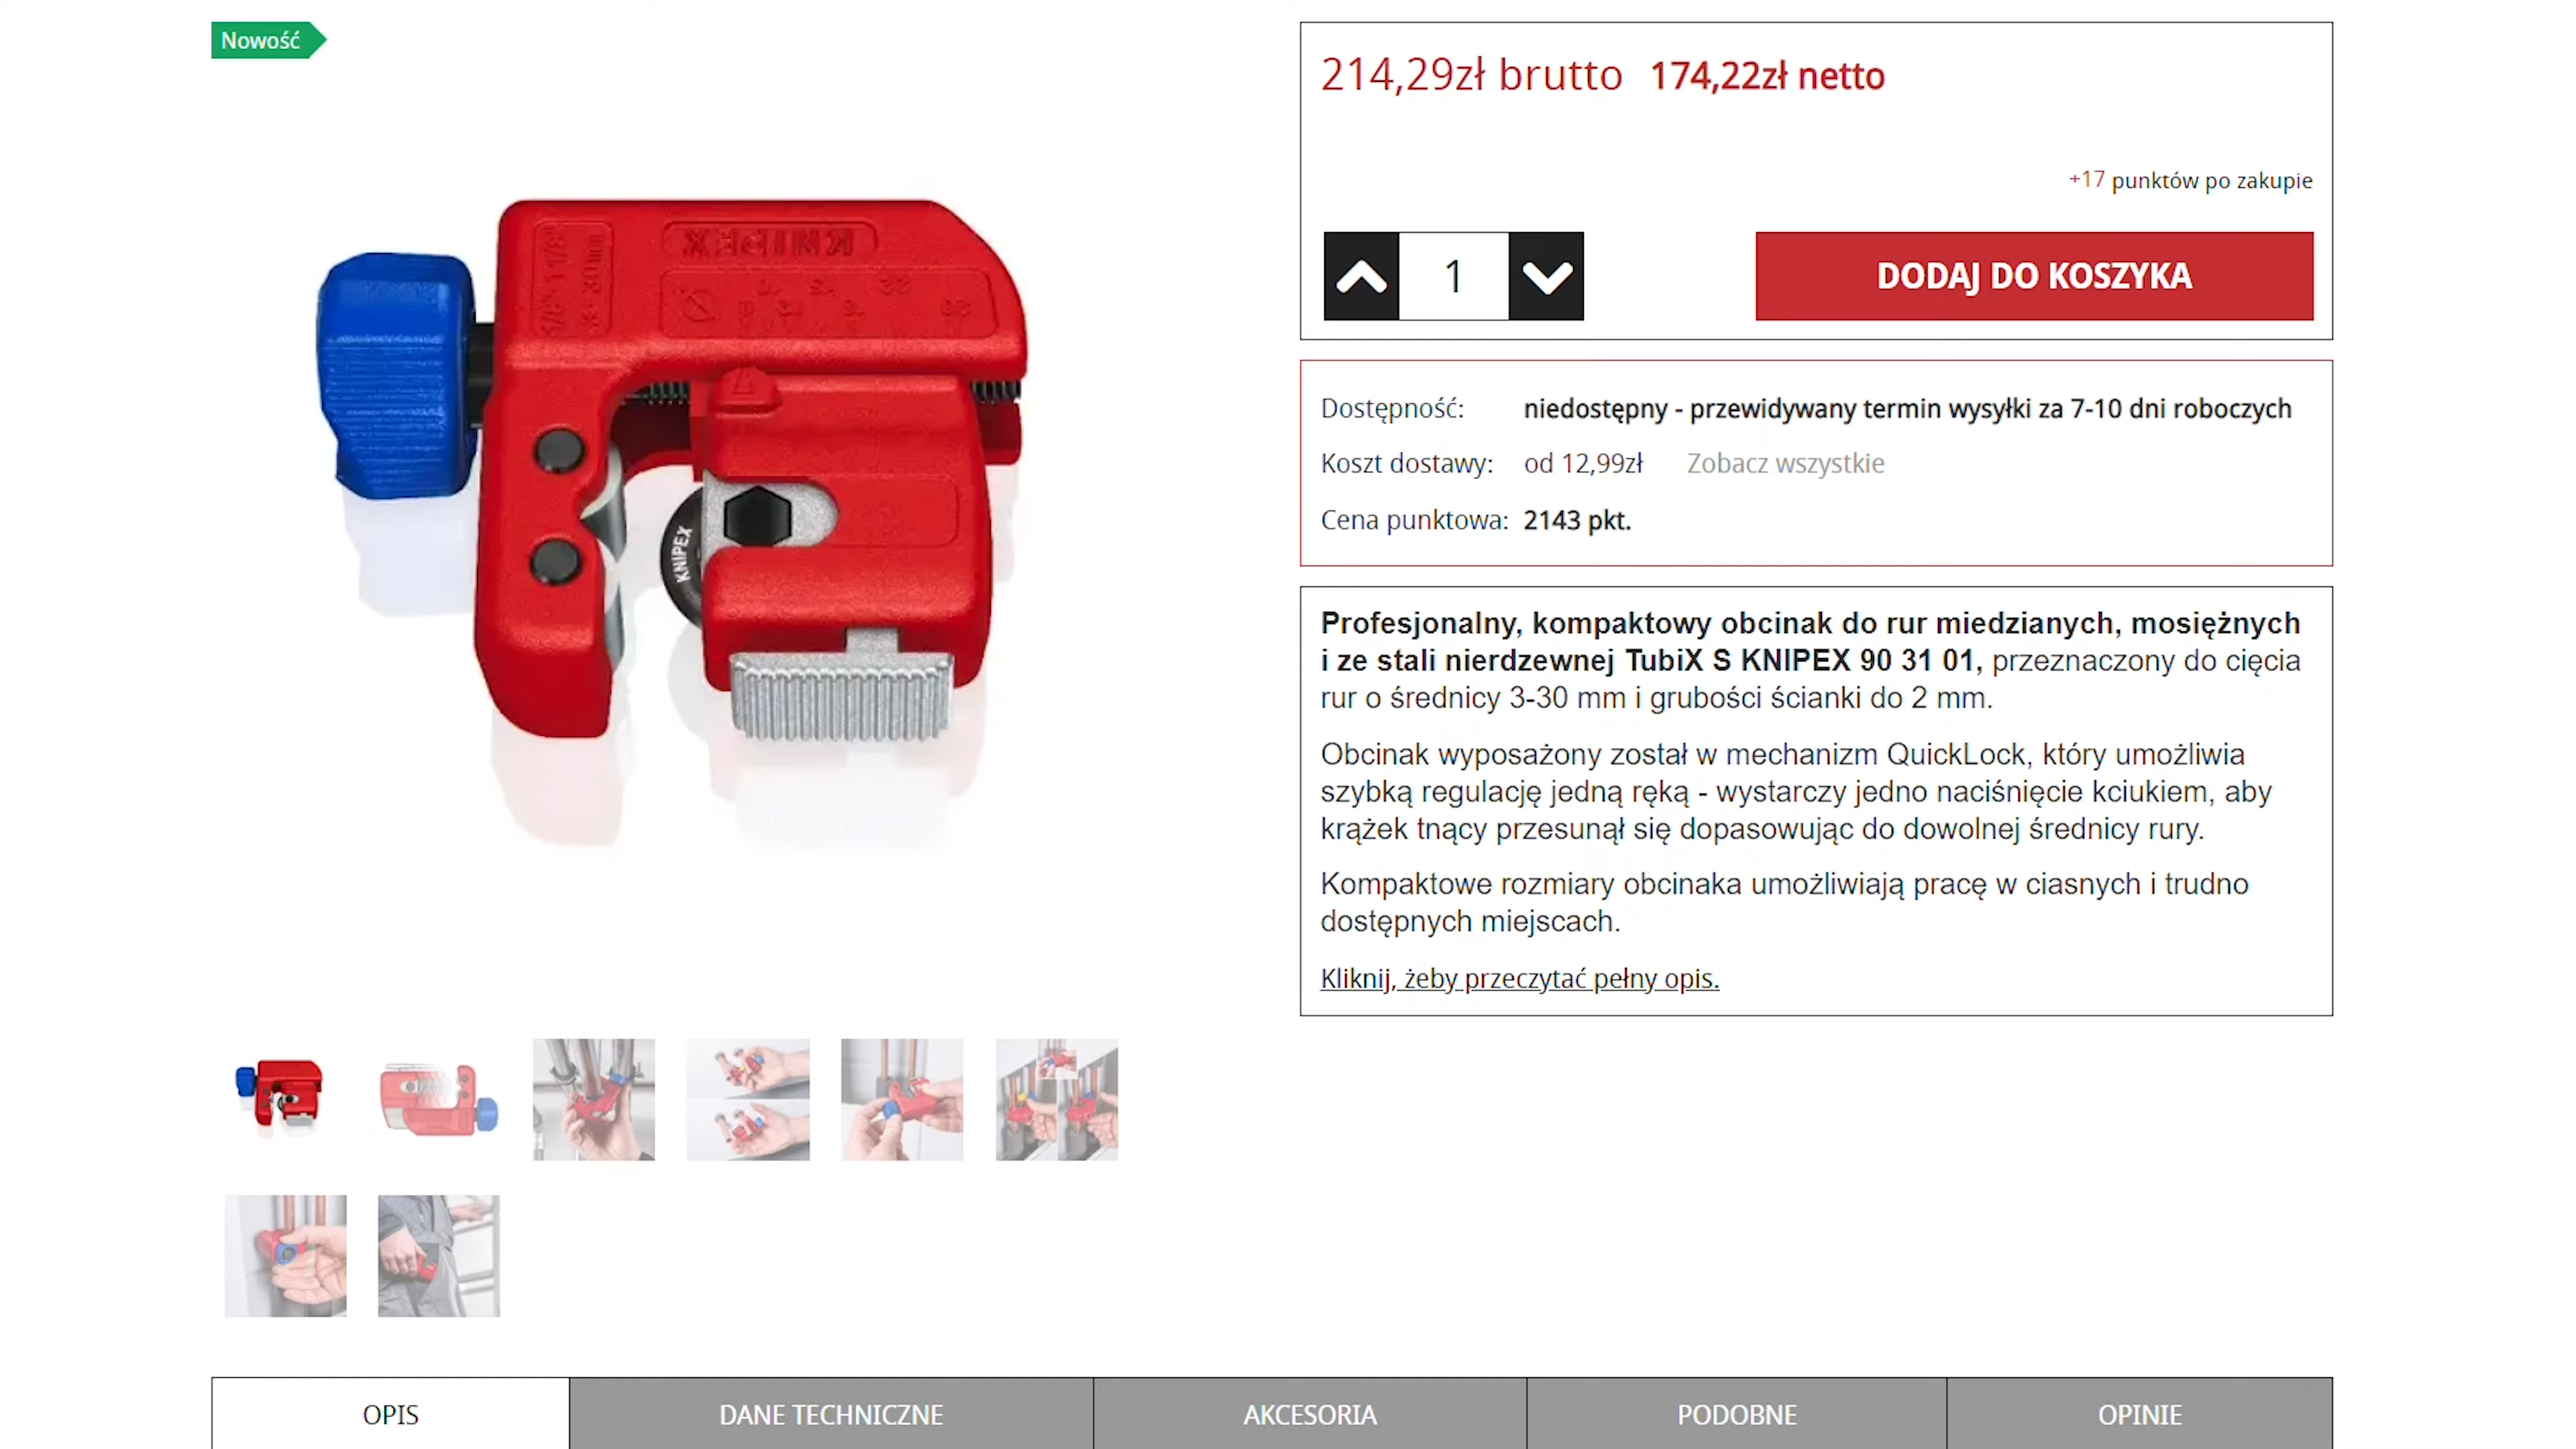 Nowość
214,29zł brutto 174,22zł netto
+17 punktów po zakupie
1
DODAJ DO KOSZYKA
Dostępność: niedostępny - przewidywany termin wysyłki za 7-10 dni roboczych
Koszt dostawy: od 12,99zł Zobacz wszystkie
Cena punktowa: 2143 pkt.
KNIPEX
KNIPEX
Profesjonalny, kompaktowy obcinak do rur miedzianych, mosiężnych
i ze stali nierdzewnej TubiX S KNIPEX 90 31 01, przeznaczony do cięcia
rur o średnicy 3-30 mm i grubości ścianki do 2 mm.
Obcinak wyposażony został w mechanizm QuickLock, który umożliwia
szybką regulację jedną ręką - wystarczy jedno naciśnięcie kciukiem, aby
krążek tnący przesunął się dopasowując do dowolnej średnicy rury.
Kompaktowe rozmiary obcinaka umożliwiają pracę w ciasnych i trudno
dostępnych miejscach.
Kliknij, żeby przeczytać pełny opis.
OPIS
DANE TECHNICZNE
AKCESORIA
PODOBNE
OPINIE